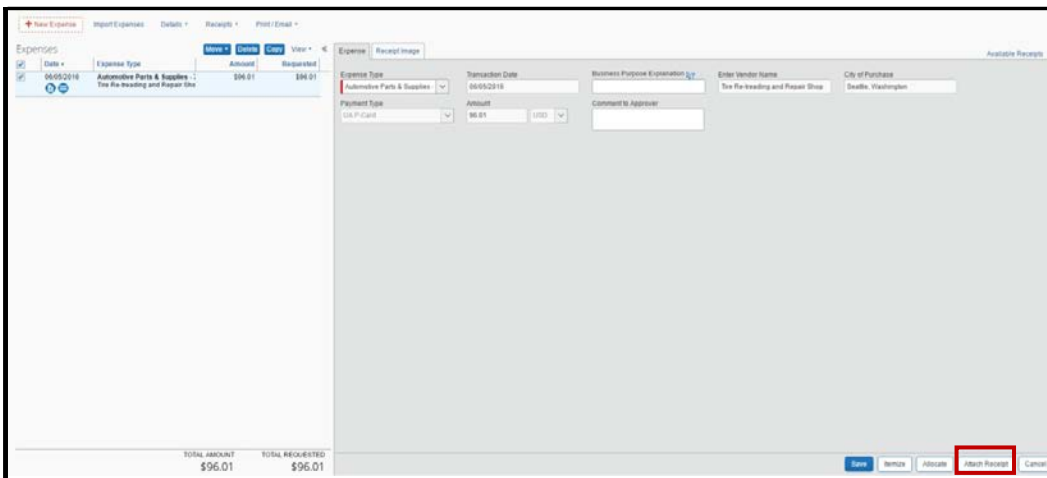 + New Expense Import Expenses Details Receipts Print / Email
Expenses Move Delete Copy View
Date Expense Type Amount Requested
06/05/2016 Automotive Parts & Supplies - $96.01 $96.01
Tire Re-treading and Repair Sho
TOTAL AMOUNT TOTAL REQUESTED
$96.01 $96.01
Expense Receipt Image Available Receipts
Expense Type Transaction Date Business Purpose Explanation Enter Vendor Name City of Purchase
Automotive Parts & Supplies - 06/05/2016 Tire Re-treading and Repair Shop Seattle, Washington
Payment Type Amount Comment to Approver
UA P-Card 96.01 USD
Save Itemize Allocate Attach Receipt Cancel